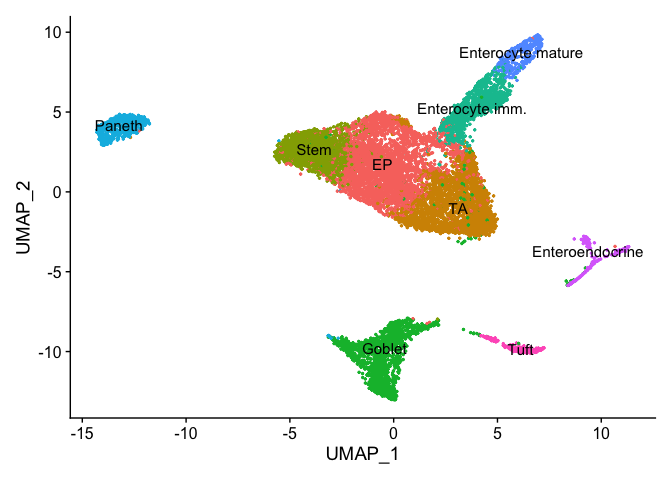 10
5
0
-5
-10
UMAP_2
Enterocyte mature
Enterocyte imm.
Paneth
Stem
EP
TA
Enteroendocrine
Goblet
Tuft
-15 -10 -5 0 5 10
UMAP_1